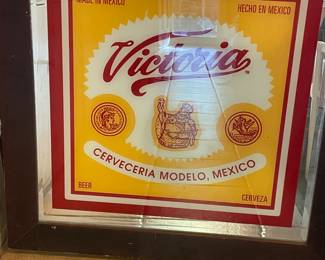 MADE IN MEXICO
HECHO EN MEXICO
Victoria
CERVECERIA MODELO, MEXICO
BEER
CERVEZA